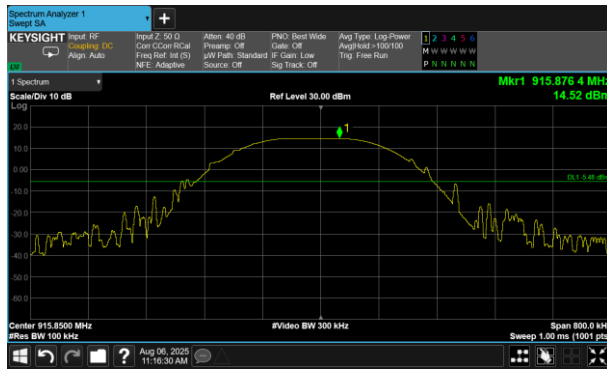 Spectrum Analyzer 1
Swept SA
+
KEYSIGHT
Input: RF
Coupling: DC
Align: Auto
Input Z: 50 Ω
Corr CCorr RCal
Freq Ref: Int (S)
NFE: Adaptive
Atten: 40 dB
Preamp: Off
µW Path: Standard
Source: Off
PNO: Best Wide
Gate: Off
IF Gain: Low
Sig Track: Off
Avg Type: Log-Power
Avg|Hold:>100/100
Trig: Free Run
1 2 3 4 5 6
M W W W W W
P N N N N N
1 Spectrum
Scale/Div 10 dB
Ref Level 30.00 dBm
Mkr1 915.876 4 MHz
14.52 dBm
Log
20.0
10.0
0.00
-10.0
-20.0
-30.0
-40.0
-50.0
-60.0
1
DL1 -5.48 dBm
Center 915.8500 MHz
#Res BW 100 kHz
#Video BW 300 kHz
Span 800.0 kHz
Sweep 1.00 ms (1001 pts)
?
Aug 06, 2025
11:16:30 AM